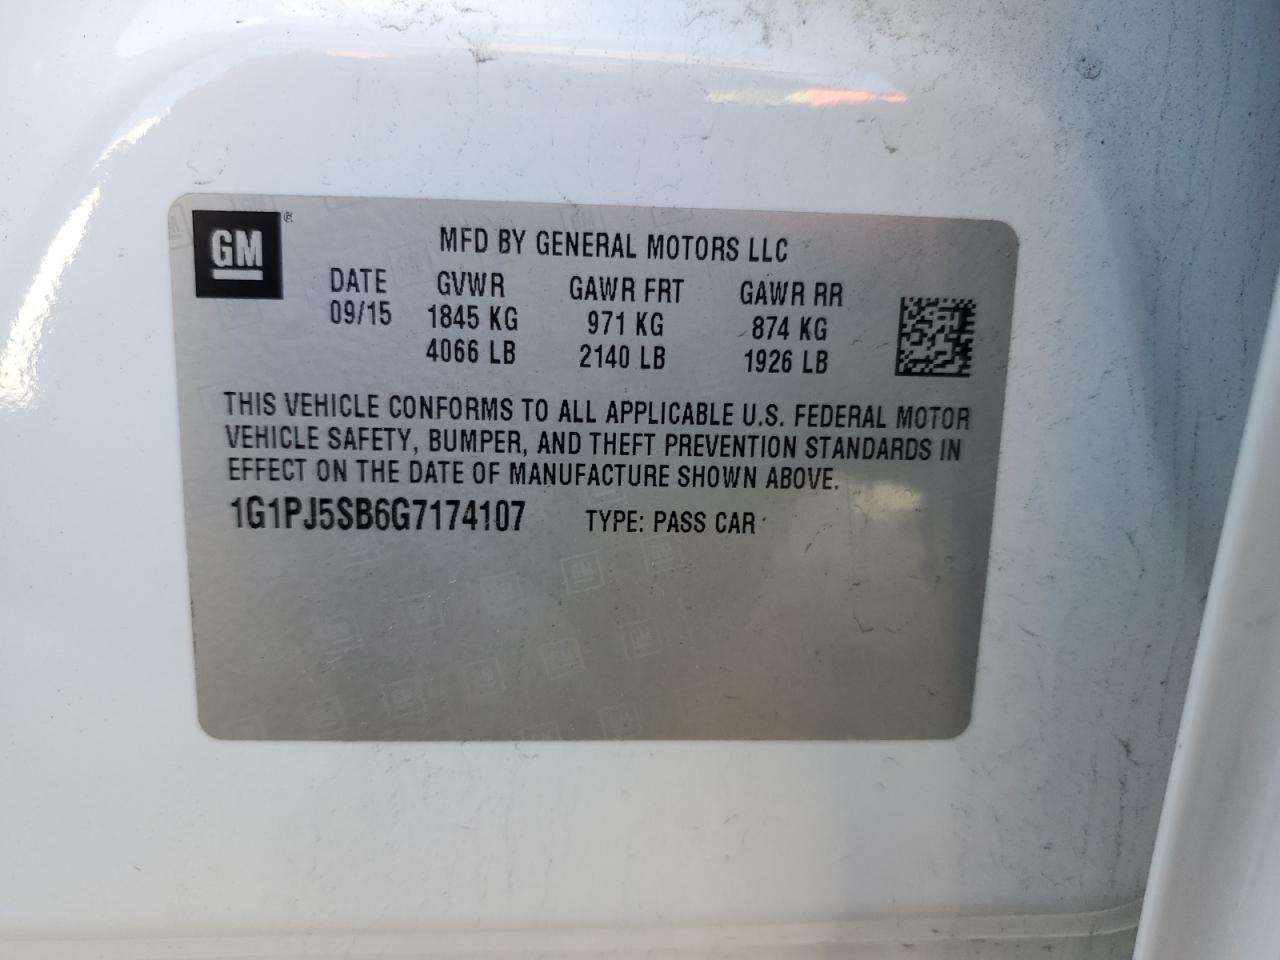 GM ®
MFD BY GENERAL MOTORS LLC
DATE GVWR GAWR FRT GAWR RR
09/15 1845 KG 971 KG 874 KG
4066 LB 2140 LB 1926 LB
THIS VEHICLE CONFORMS TO ALL APPLICABLE U.S. FEDERAL MOTOR
VEHICLE SAFETY, BUMPER, AND THEFT PREVENTION STANDARDS IN
EFFECT ON THE DATE OF MANUFACTURE SHOWN ABOVE.
1G1PJ5SB6G7174107 TYPE: PASS CAR